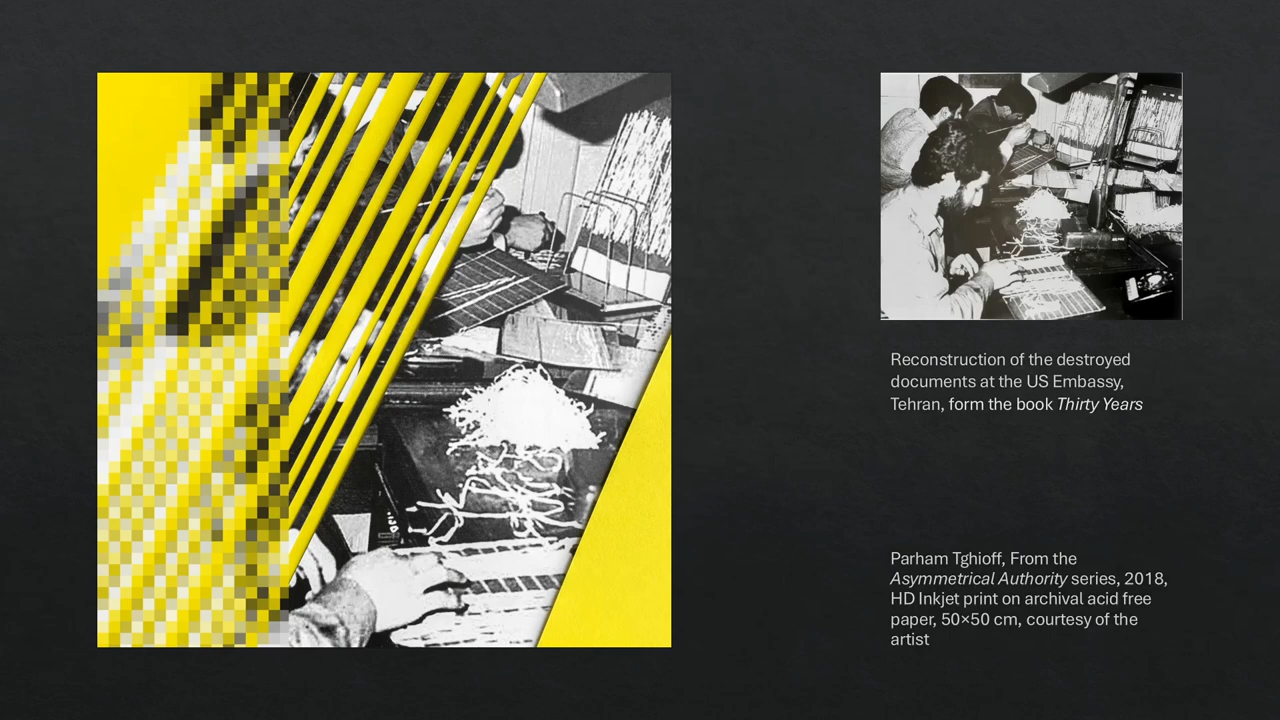 Reconstruction of the destroyed
documents at the US Embassy,
Tehran, form the book Thirty Years
Parham Tghioff, From the
Asymmetrical Authority series, 2018,
HD Inkjet print on archival acid free
paper, 50×50 cm, courtesy of the
artist